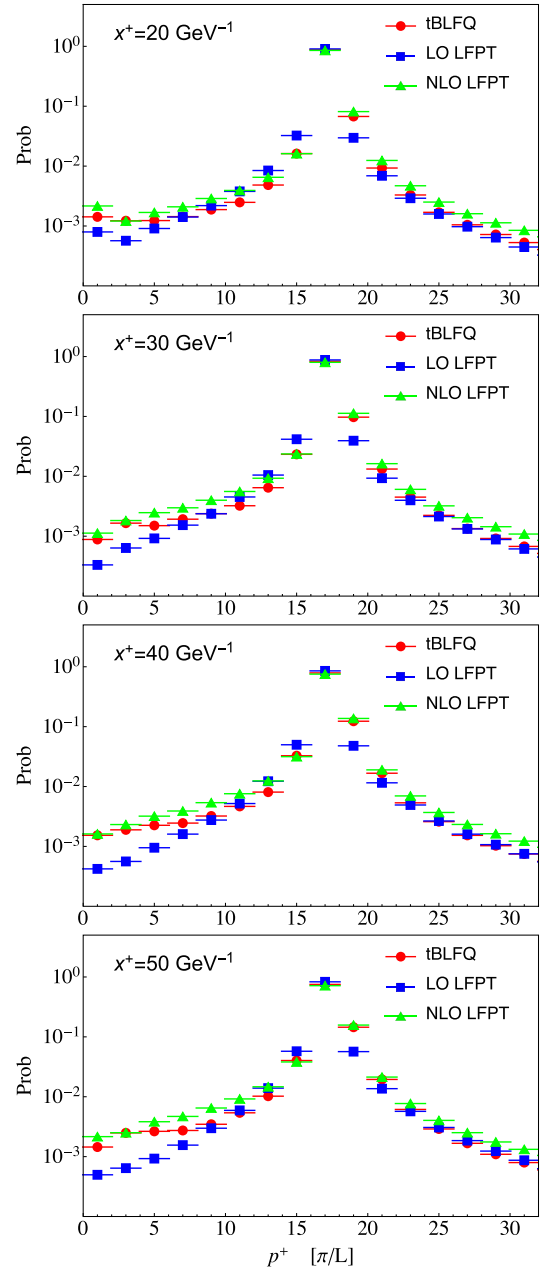 x⁺=20 GeV⁻¹
tBLFQ
LO LFPT
NLO LFPT
10⁰
10⁻¹
10⁻²
10⁻³
Prob
0 5 10 15 20 25 30
x⁺=30 GeV⁻¹
tBLFQ
LO LFPT
NLO LFPT
10⁰
10⁻¹
10⁻²
10⁻³
Prob
0 5 10 15 20 25 30
x⁺=40 GeV⁻¹
tBLFQ
LO LFPT
NLO LFPT
10⁰
10⁻¹
10⁻²
10⁻³
Prob
0 5 10 15 20 25 30
x⁺=50 GeV⁻¹
tBLFQ
LO LFPT
NLO LFPT
10⁰
10⁻¹
10⁻²
10⁻³
Prob
0 5 10 15 20 25 30
p⁺ [π/L]